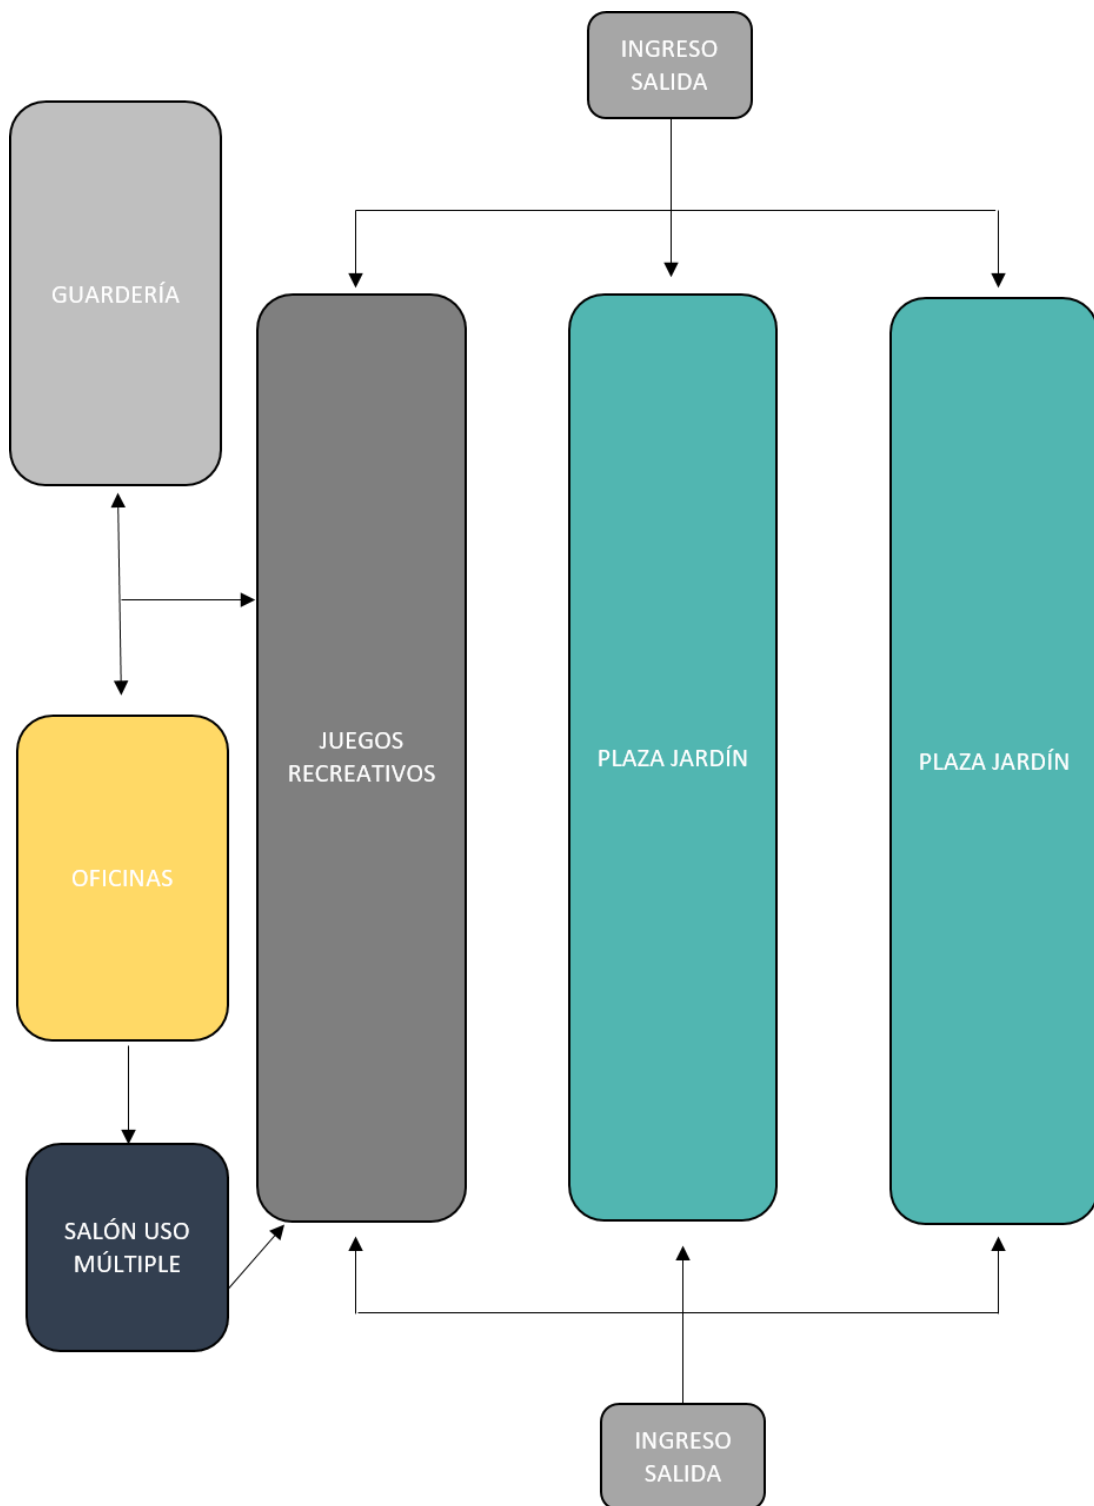 INGRESO
SALIDA
GUARDERÍA
JUEGOS
RECREATIVOS
PLAZA JARDÍN
PLAZA JARDÍN
OFICINAS
SALÓN USO
MÚLTIPLE
INGRESO
SALIDA